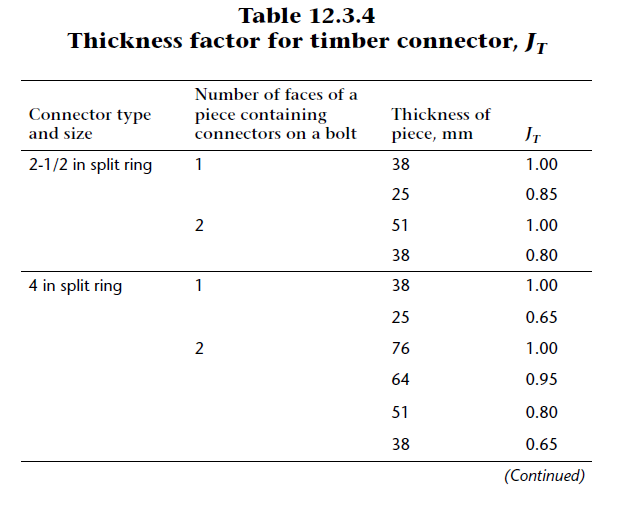 Table 12.3.4
Thickness factor for timber connector, JT
Number of faces of a
Connector type piece containing Thickness of
and size connectors on a bolt piece, mm JT
2-1/2 in split ring 1 38 1.00
25 0.85
2 51 1.00
38 0.80
4 in split ring 1 38 1.00
25 0.65
2 76 1.00
64 0.95
51 0.80
38 0.65
(Continued)